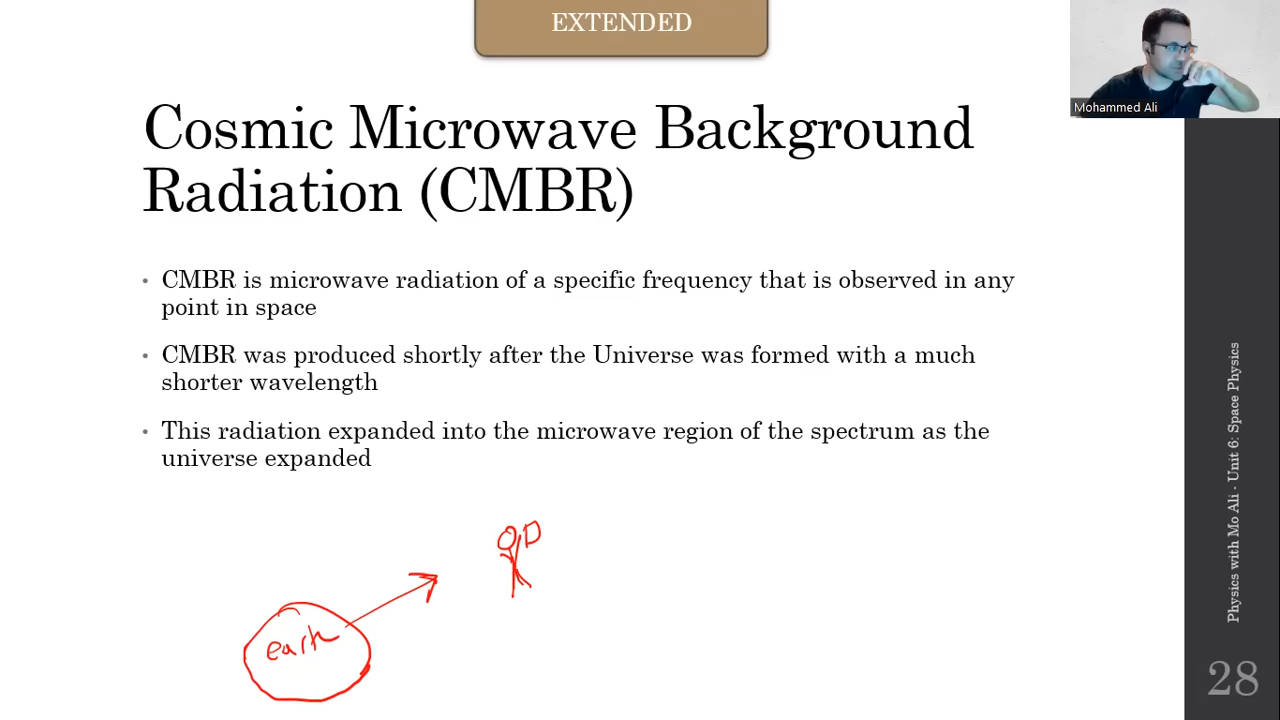 EXTENDED
Mohammed Ali
Cosmic Microwave Background
Radiation (CMBR)
• CMBR is microwave radiation of a specific frequency that is observed in any
point in space
• CMBR was produced shortly after the Universe was formed with a much
shorter wavelength
• This radiation expanded into the microwave region of the spectrum as the
universe expanded
earth
Physics with Mo Ali - Unit 6: Space Physics
28